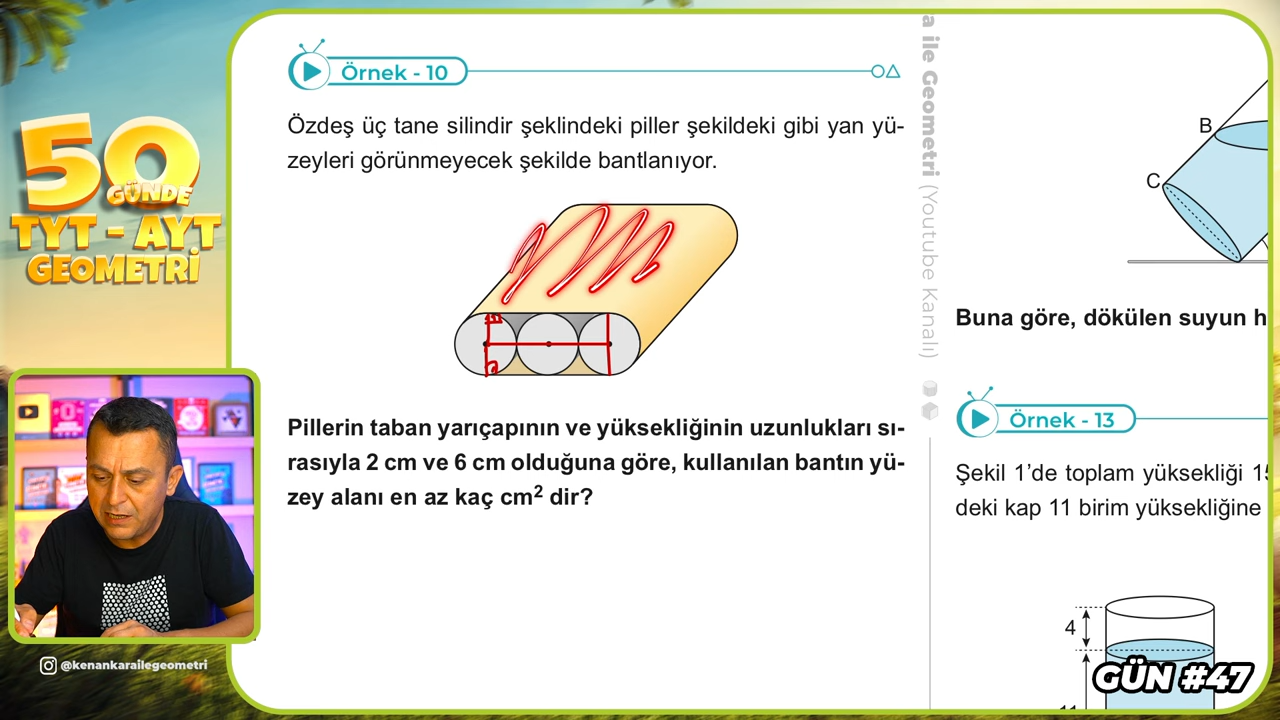 50
GÜNDE
TYT - AYT
GEOMETRİ
Örnek - 10
Özdeş üç tane silindir şeklindeki piller şekildeki gibi yan yü-
zeyleri görünmeyecek şekilde bantlanıyor.
Pillerin taban yarıçapının ve yüksekliğinin uzunlukları sı-
rasıyla 2 cm ve 6 cm olduğuna göre, kullanılan bantın yü-
zey alanı en az kaç cm² dir?
a ile Geometri (Youtube Kanalı)
B
C
Buna göre, dökülen suyun h
Örnek - 13
Şekil 1’de toplam yüksekliği 15
deki kap 11 birim yüksekliğine
4
11
@kenankarailegeometri
GÜN #47